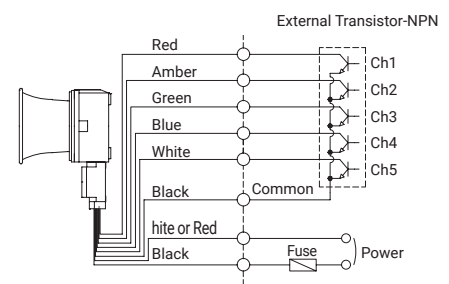 External Transistor-NPN
Red
Ch1
Amber
Ch2
Green
Ch3
Blue
Ch4
White
Ch5
Black
Common
hite or Red
Black
Fuse
Power